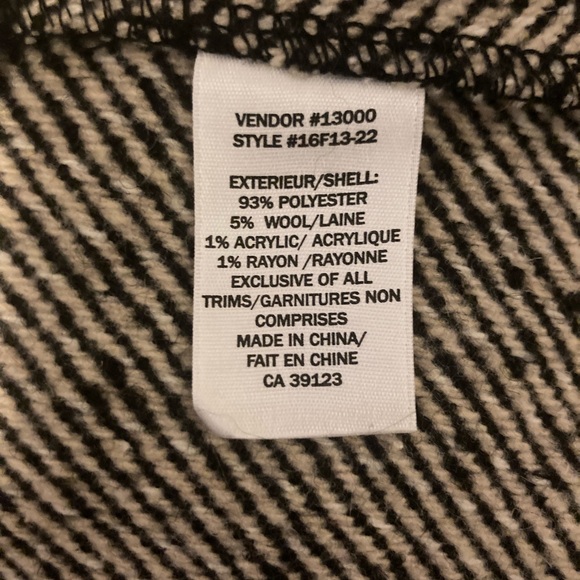 VENDOR #13000
STYLE #16F13-22
EXTERIEUR/SHELL:
93% POLYESTER
5% WOOL/LAINE
1% ACRYLIC/ ACRYLIQUE
1% RAYON /RAYONNE
EXCLUSIVE OF ALL
TRIMS/GARNITURES NON
COMPRISES
MADE IN CHINA/
FAIT EN CHINE
CA 39123